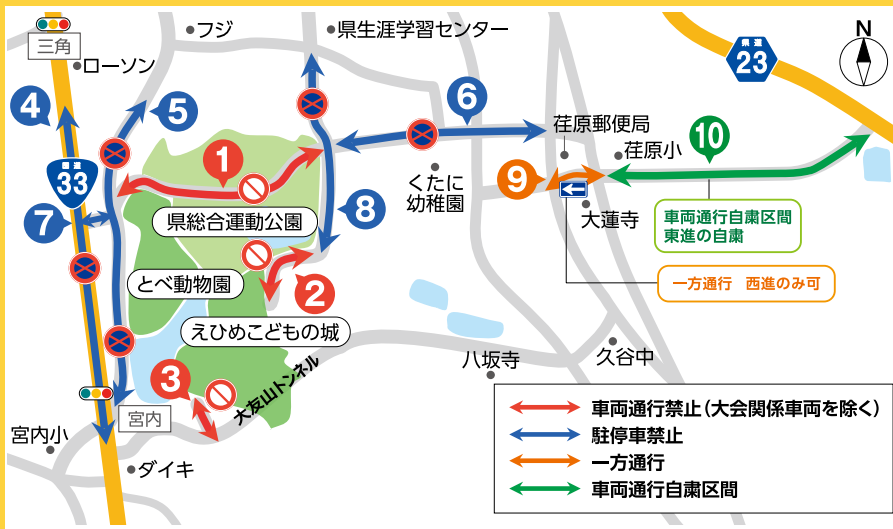 三角
ローソン
フジ
県生涯学習センター
県道
23
N
4
5
6
荏原郵便局
荏原小
10
国道
33
1
くたに
幼稚園
9
7
8
県総合運動公園
大蓮寺
車両通行自粛区間
東進の自粛
とべ動物園
2
一方通行 西進のみ可
えひめこどもの城
大友山トンネル
3
八坂寺
久谷中
宮内
宮内小
ダイキ
車両通行禁止(大会関係車両を除く)
駐停車禁止
一方通行
車両通行自粛区間